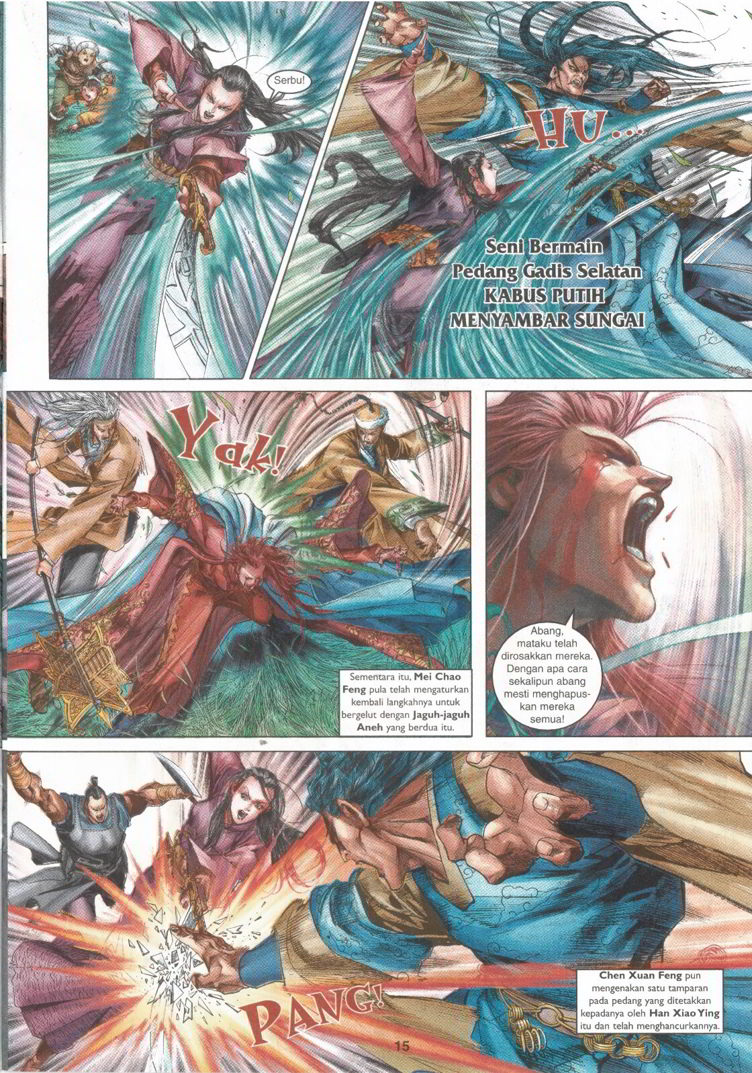 Serbu!
HU...
Seni Bermain
Pedang Gadis Selatan
KABUS PUTIH
MENYAMBAR SUNGAI
Yak!
Sementara itu, Mei Chao
Feng pula telah mengaturkan
kembali langkahnya untuk
bergelut dengan Jaguh-jaguh
Aneh yang berdua itu.
Abang,
mataku telah
dirosakkan mereka.
Dengan apa cara
sekalipun abang
mesti menghapus-
kan mereka
semua!
PANG!
Chen Xuan Feng pun
mengenakan satu tamparan
pada pedang yang ditetakkan
kepadanya oleh Han Xiao Ying
itu dan telah menghancurkannya.
15